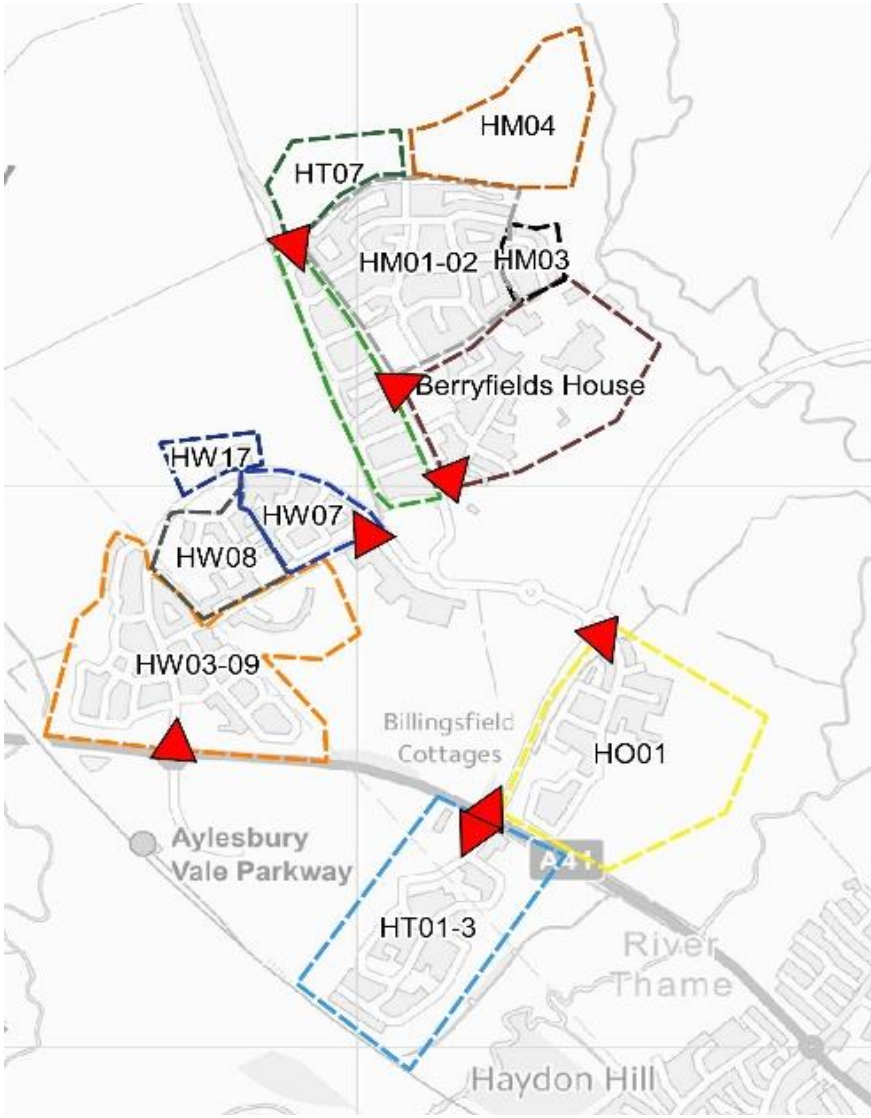 HM04
HT07
HM01-02
HM03
Berryfields House
HW17
HW07
HW08
HW03-09
Billingsfield
Cottages
HO01
Aylesbury
Vale Parkway
A41
HT01-3
River
Thame
Haydon Hill